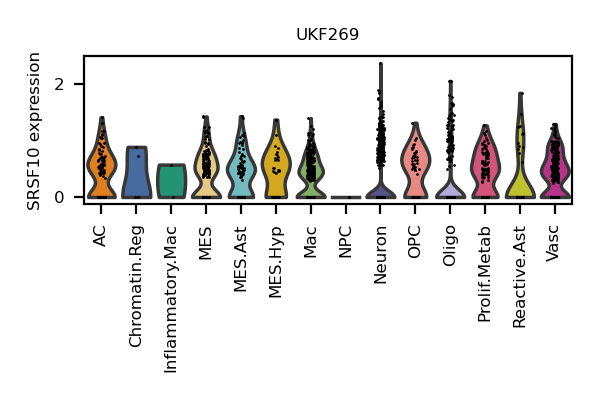 UKF269
SRSF10 expression
2
0
AC
Chromatin.Reg
Inflammatory.Mac
MES
MES.Ast
MES.Hyp
Mac
NPC
Neuron
OPC
Oligo
Prolif.Metab
Reactive.Ast
Vasc